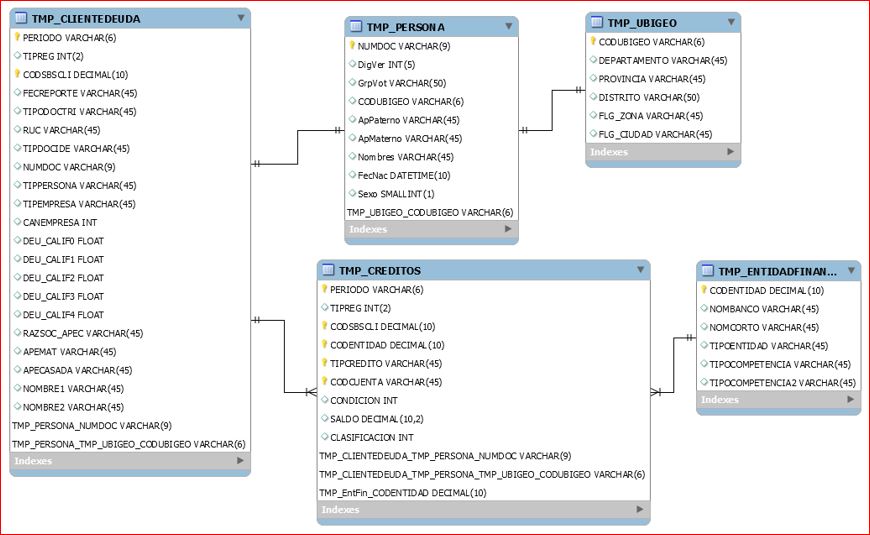 TMP_CLIENTEDEUDA
PERIODO VARCHAR(6)
TIPREG INT(2)
CODSBSCLI DECIMAL(10)
FECREPORTE VARCHAR(45)
TIPODOCTRI VARCHAR(45)
RUC VARCHAR(45)
TIPDOCIDE VARCHAR(45)
NUMDOC VARCHAR(9)
TIPPERSONA VARCHAR(45)
TIPEMPRESA VARCHAR(45)
CANEMPRESA INT
DEU_CALIF0 FLOAT
DEU_CALIF1 FLOAT
DEU_CALIF2 FLOAT
DEU_CALIF3 FLOAT
DEU_CALIF4 FLOAT
RAZSOC_APEC VARCHAR(45)
APEMAT VARCHAR(45)
APECASADA VARCHAR(45)
NOMBRE1 VARCHAR(45)
NOMBRE2 VARCHAR(45)
TMP_PERSONA_NUMDOC VARCHAR(9)
TMP_PERSONA_TMP_UBIGEO_CODUBIGEO VARCHAR(6)
Indexes
TMP_PERSONA
NUMDOC VARCHAR(9)
DigVer INT(5)
GrpVot VARCHAR(50)
CODUBIGEO VARCHAR(6)
ApPaterno VARCHAR(45)
ApMaterno VARCHAR(45)
Nombres VARCHAR(45)
FecNac DATETIME(10)
Sexo SMALLINT(1)
TMP_UBIGEO_CODUBIGEO VARCHAR(6)
Indexes
TMP_UBIGEO
CODUBIGEO VARCHAR(6)
DEPARTAMENTO VARCHAR(45)
PROVINCIA VARCHAR(45)
DISTRITO VARCHAR(50)
FLG_ZONA VARCHAR(45)
FLG_CIUDAD VARCHAR(45)
Indexes
TMP_CREDITOS
PERIODO VARCHAR(6)
TIPREG INT(2)
CODSBSCLI DECIMAL(10)
CODENTIDAD DECIMAL(10)
TIPCREDITO VARCHAR(45)
CODCUENTA VARCHAR(45)
CONDICION INT
SALDO DECIMAL(10,2)
CLASIFICACION INT
TMP_CLIENTEDEUDA_TMP_PERSONA_NUMDOC VARCHAR(9)
TMP_CLIENTEDEUDA_TMP_PERSONA_TMP_UBIGEO_CODUBIGEO VARCHAR(6)
TMP_EntFin_CODENTIDAD DECIMAL(10)
Indexes
TMP_ENTIDADFINAN...
CODENTIDAD DECIMAL(10)
NOMBANCO VARCHAR(45)
NOMCORTO VARCHAR(45)
TIPOENTIDAD VARCHAR(45)
TIPOCOMPETENCIA VARCHAR(45)
TIPOCOMPETENCIA2 VARCHAR(45)
Indexes